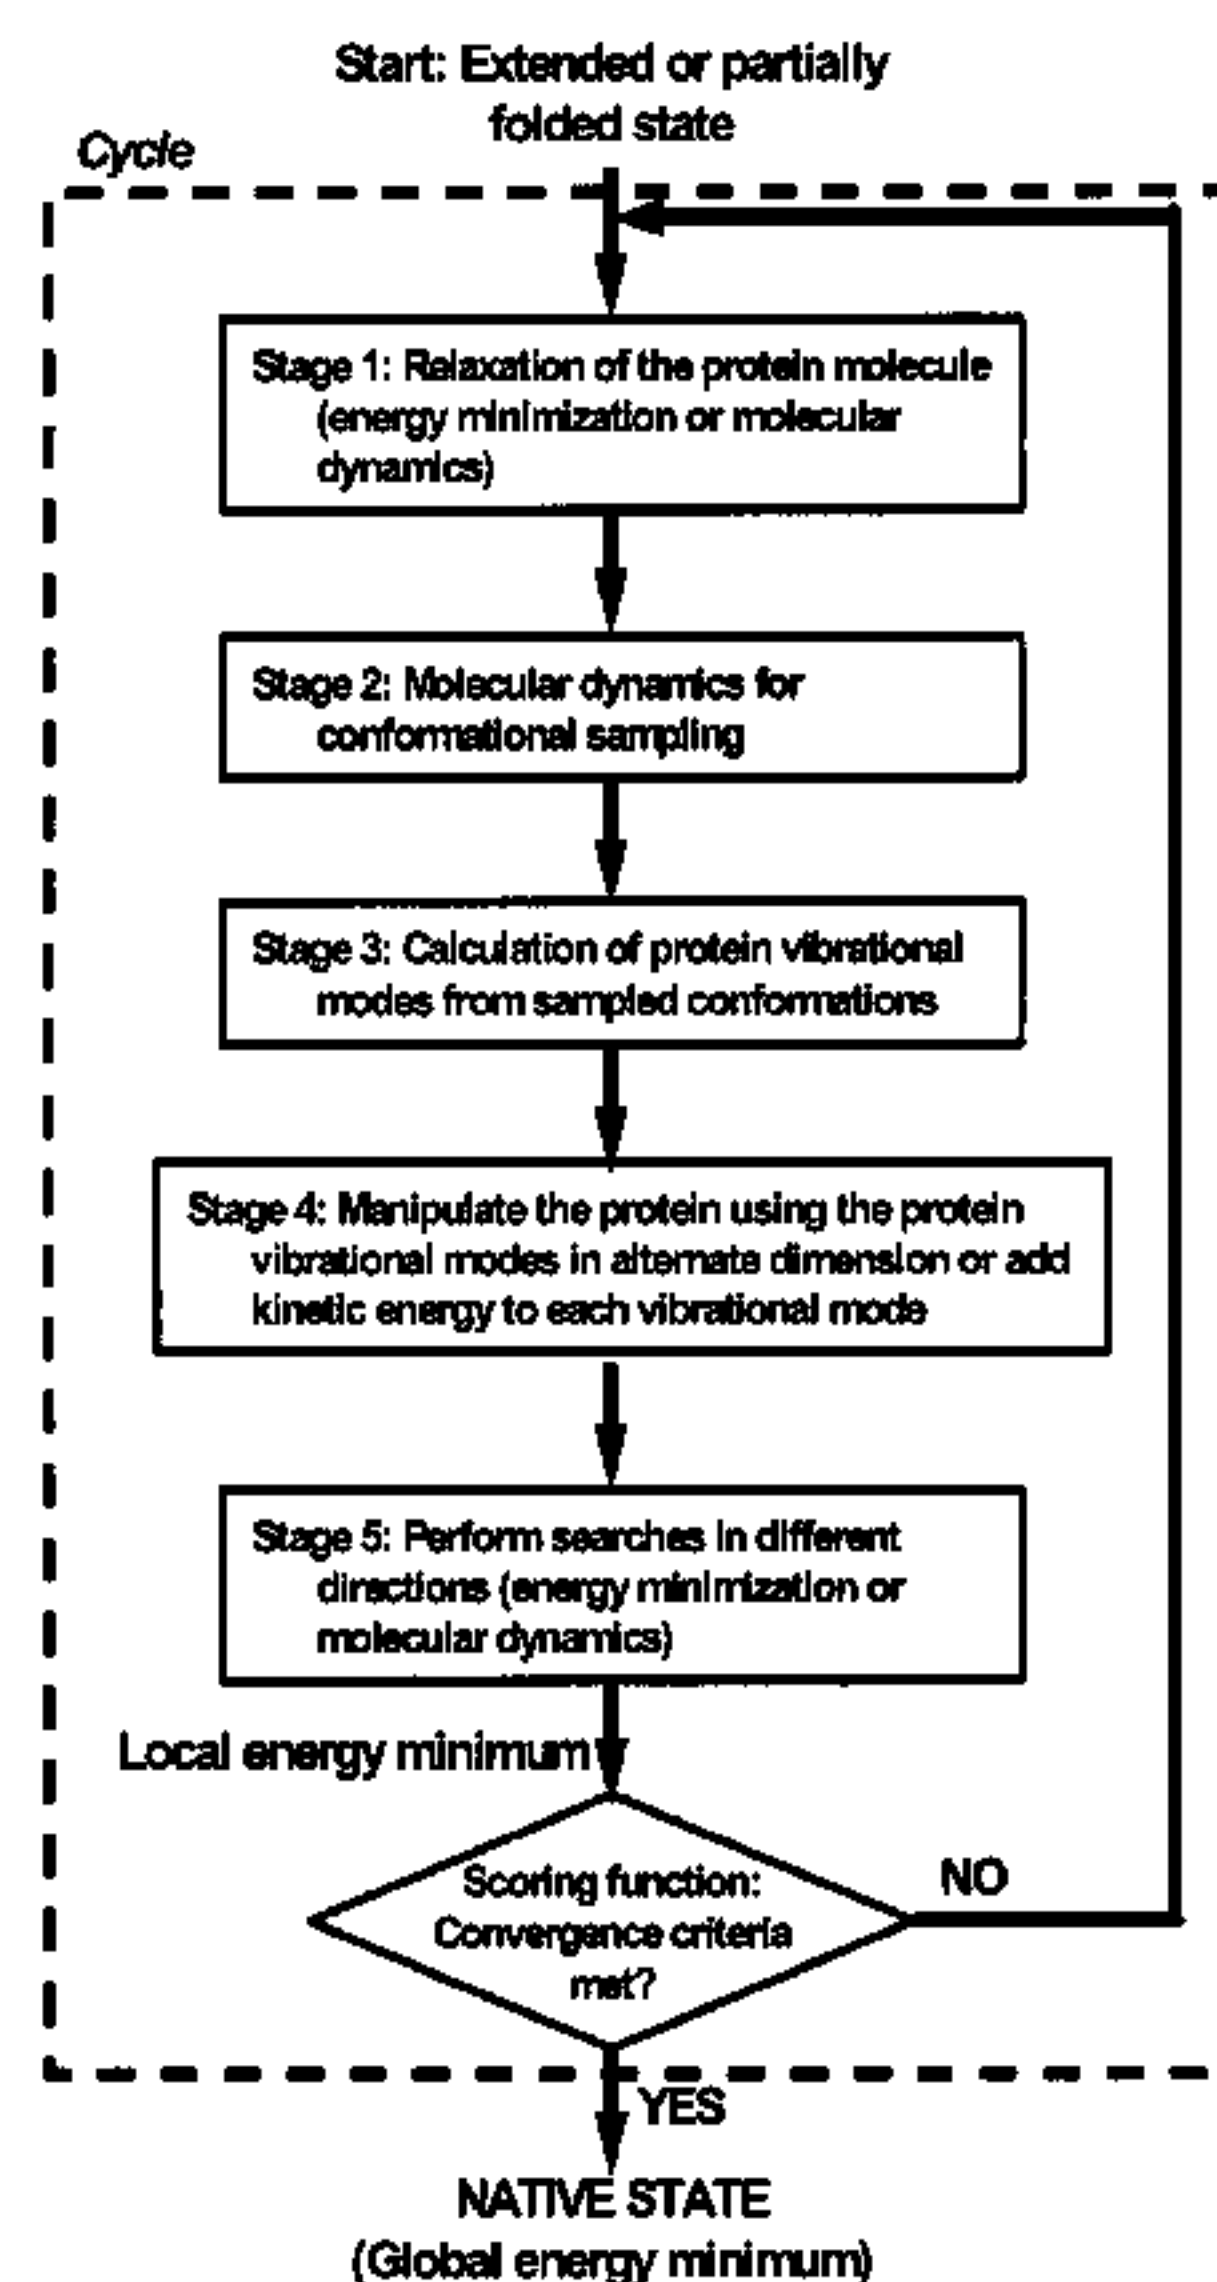 Start: Extended or partially
folded state
Cycle
Stage 1: Relaxation of the protein molecule
(energy minimization or molecular
dynamics)
Stage 2: Molecular dynamics for
conformational sampling
Stage 3: Calculation of protein vibrational
modes from sampled conformations
Stage 4: Manipulate the protein using the protein
vibrational modes in alternate dimension or add
kinetic energy to each vibrational mode
Stage 5: Perform searches in different
directions (energy minimization or
molecular dynamics)
Local energy minimum
Scoring function:
Convergence criteria
met?
NO
YES
NATIVE STATE
(Global energy minimum)